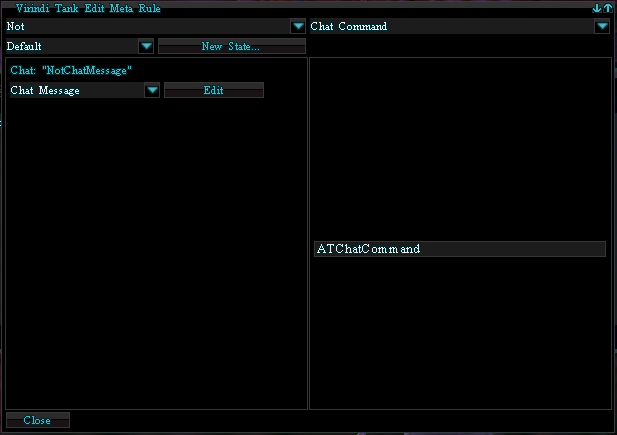 Virindi Tank Edit Meta Rule
Not
Chat Command
Default
New State...
Chat: "NotChatMessage"
Chat Message
Edit
ATChatCommand
Close